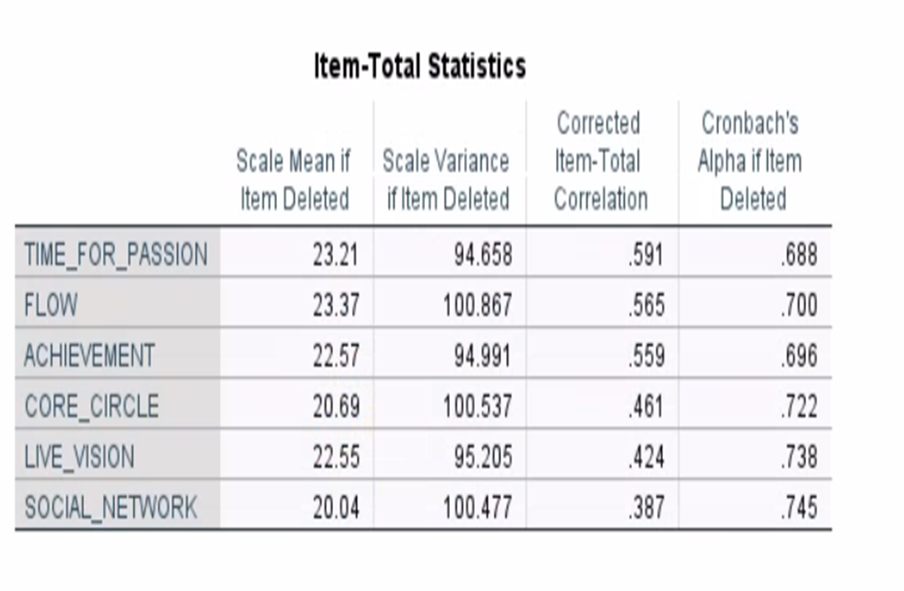 Item-Total Statistics
Scale Mean if Item Deleted Scale Variance if Item Deleted Corrected Item-Total Correlation Cronbach's Alpha if Item Deleted
TIME_FOR_PASSION 23.21 94.658 .591 .688
FLOW 23.37 100.867 .565 .700
ACHIEVEMENT 22.57 94.991 .559 .696
CORE_CIRCLE 20.69 100.537 .461 .722
LIVE_VISION 22.55 95.205 .424 .738
SOCIAL_NETWORK 20.04 100.477 .387 .745